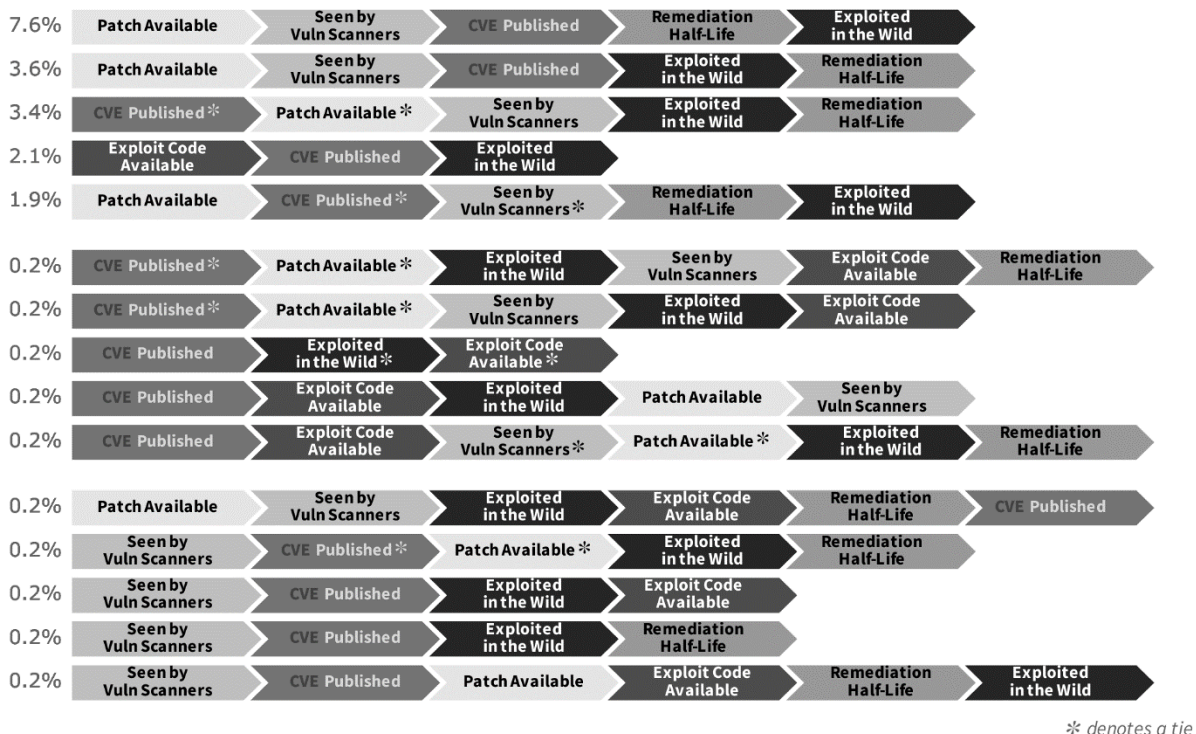 7.6% Patch Available Seen by Vuln Scanners CVE Published Remediation Half-Life Exploited in the Wild
3.6% Patch Available Seen by Vuln Scanners CVE Published Exploited in the Wild Remediation Half-Life
3.4% CVE Published* Patch Available* Seen by Vuln Scanners Exploited in the Wild Remediation Half-Life
2.1% Exploit Code Available CVE Published Exploited in the Wild
1.9% Patch Available CVE Published* Seen by Vuln Scanners* Remediation Half-Life Exploited in the Wild
0.2% CVE Published* Patch Available* Exploited in the Wild Seen by Vuln Scanners Exploit Code Available Remediation Half-Life
0.2% CVE Published* Patch Available* Seen by Vuln Scanners Exploited in the Wild Exploit Code Available
0.2% CVE Published Exploited in the Wild* Exploit Code Available*
0.2% CVE Published Exploit Code Available Exploited in the Wild Patch Available Seen by Vuln Scanners
0.2% CVE Published Exploit Code Available Seen by Vuln Scanners* Patch Available* Exploited in the Wild Remediation Half-Life
0.2% Patch Available Seen by Vuln Scanners Exploited in the Wild Exploit Code Available Remediation Half-Life CVE Published
0.2% Seen by Vuln Scanners CVE Published* Patch Available* Exploited in the Wild Remediation Half-Life
0.2% Seen by Vuln Scanners CVE Published Exploited in the Wild Exploit Code Available
0.2% Seen by Vuln Scanners CVE Published Exploited in the Wild Remediation Half-Life
0.2% Seen by Vuln Scanners CVE Published Patch Available Exploit Code Available Remediation Half-Life Exploited in the Wild
* denotes a tie